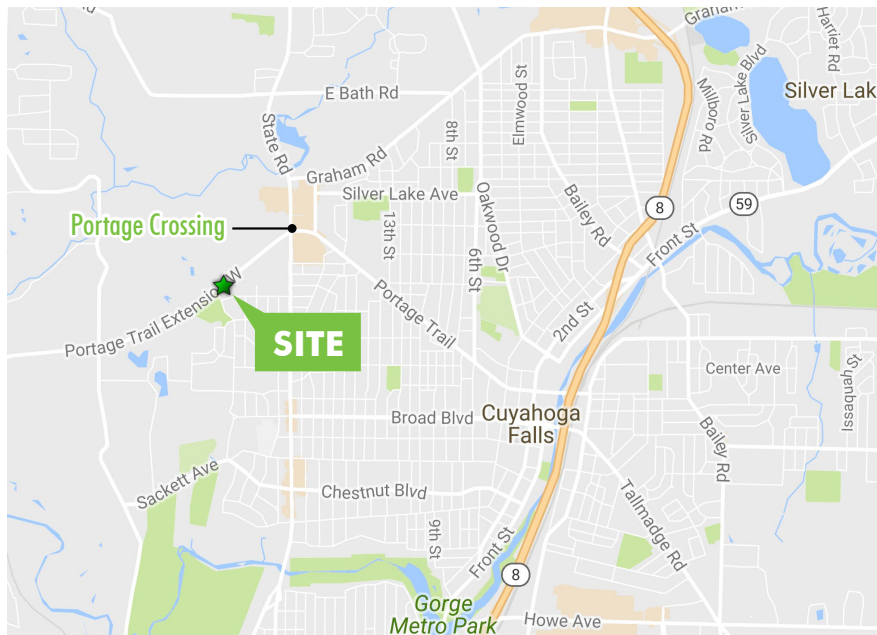 Graham
Harriet Rd
Silver Lake Blvd
Millboro Rd
Silver Lak
E Bath Rd
Elmwood St
8th St
State Rd
Graham Rd
Silver Lake Ave
8
59
Oakwood Dr
Bailey Rd
13th St
Portage Crossing
Front St
6th St
W
Portage Trail Extension
Portage Trail
2nd St
SITE
Center Ave
Issaquah St
Broad Blvd
Cuyahoga
Falls
Bailey Rd
Sackett Ave
Chestnut Blvd
Tallmadge Rd
9th St
Front St
8
Gorge
Metro Park
Howe Ave